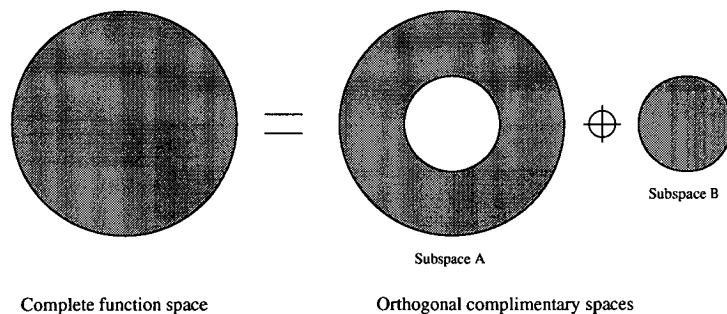 Subspace B
Subspace A
Complete function space
Orthogonal complimentary spaces